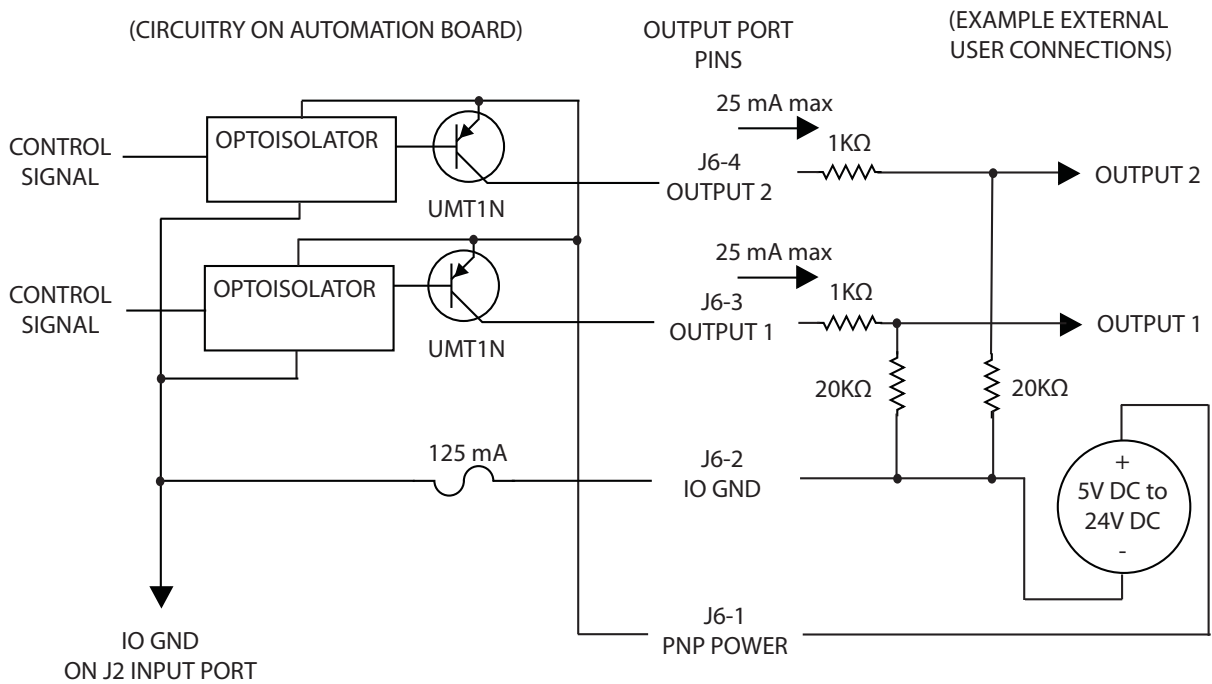 (CIRCUITRY ON AUTOMATION BOARD)
OUTPUT PORT
PINS
(EXAMPLE EXTERNAL
USER CONNECTIONS)
25 mA max
OPTOISOLATOR
CONTROL
SIGNAL
1KΩ
J6-4
OUTPUT 2
OUTPUT 2
UMT1N
25 mA max
OPTOISOLATOR
CONTROL
SIGNAL
1KΩ
J6-3
OUTPUT 1
OUTPUT 1
UMT1N
20KΩ
20KΩ
125 mA
J6-2
IO GND
+
5V DC to
24V DC
-
J6-1
PNP POWER
IO GND
ON J2 INPUT PORT